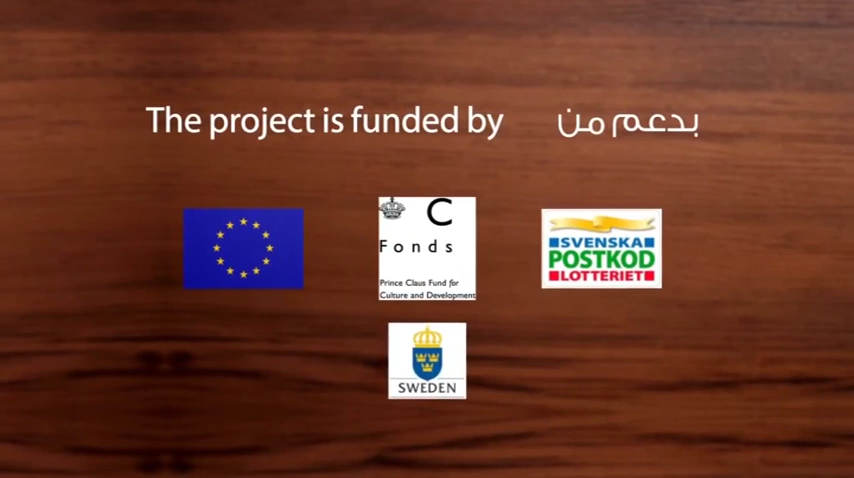 The project is funded by
بدعم من
C
Fonds
Prince Claus Fund for
Culture and Development
SVENSKA
POSTKOD
LOTTERIET
SWEDEN